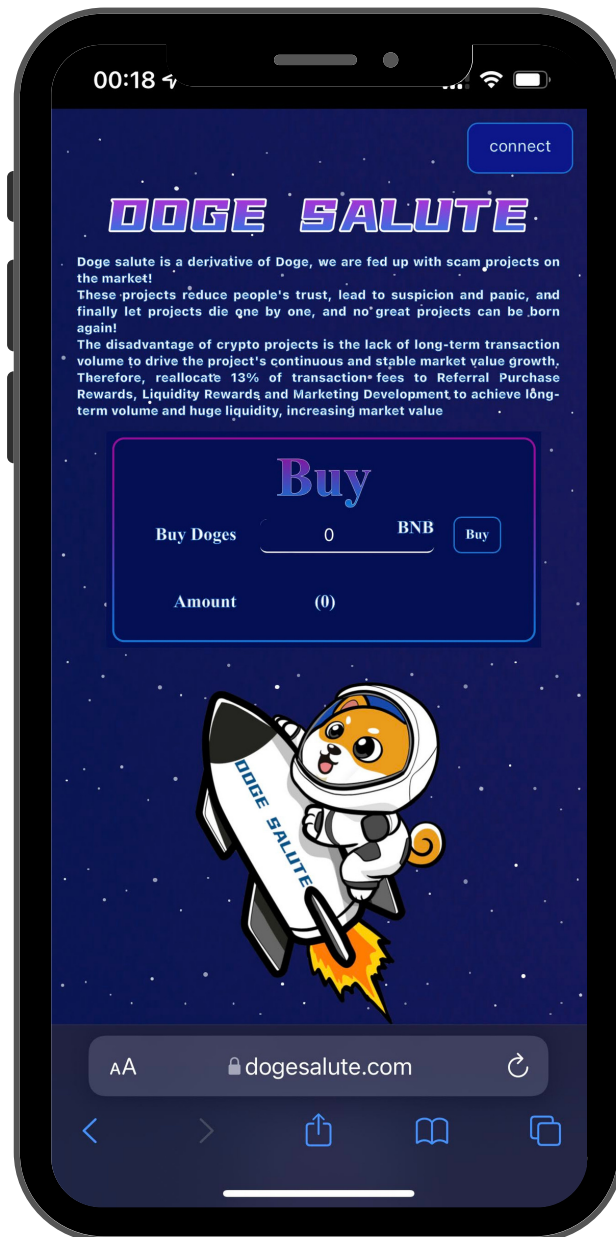 00:18
connect
DOGE SALUTE
Doge salute is a derivative of Doge, we are fed up with scam projects on
the market!
These projects reduce people's trust, lead to suspicion and panic, and
finally let projects die one by one, and no great projects can be born
again!
The disadvantage of crypto projects is the lack of long-term transaction
volume to drive the project's continuous and stable market value growth.
Therefore, reallocate 13% of transaction fees to Referral Purchase
Rewards, Liquidity Rewards and Marketing Development to achieve long-
term volume and huge liquidity, increasing market value
Buy
Buy Doges 0 BNB Buy
Amount (0)
DOGE SALUTE
AA dogesalute.com